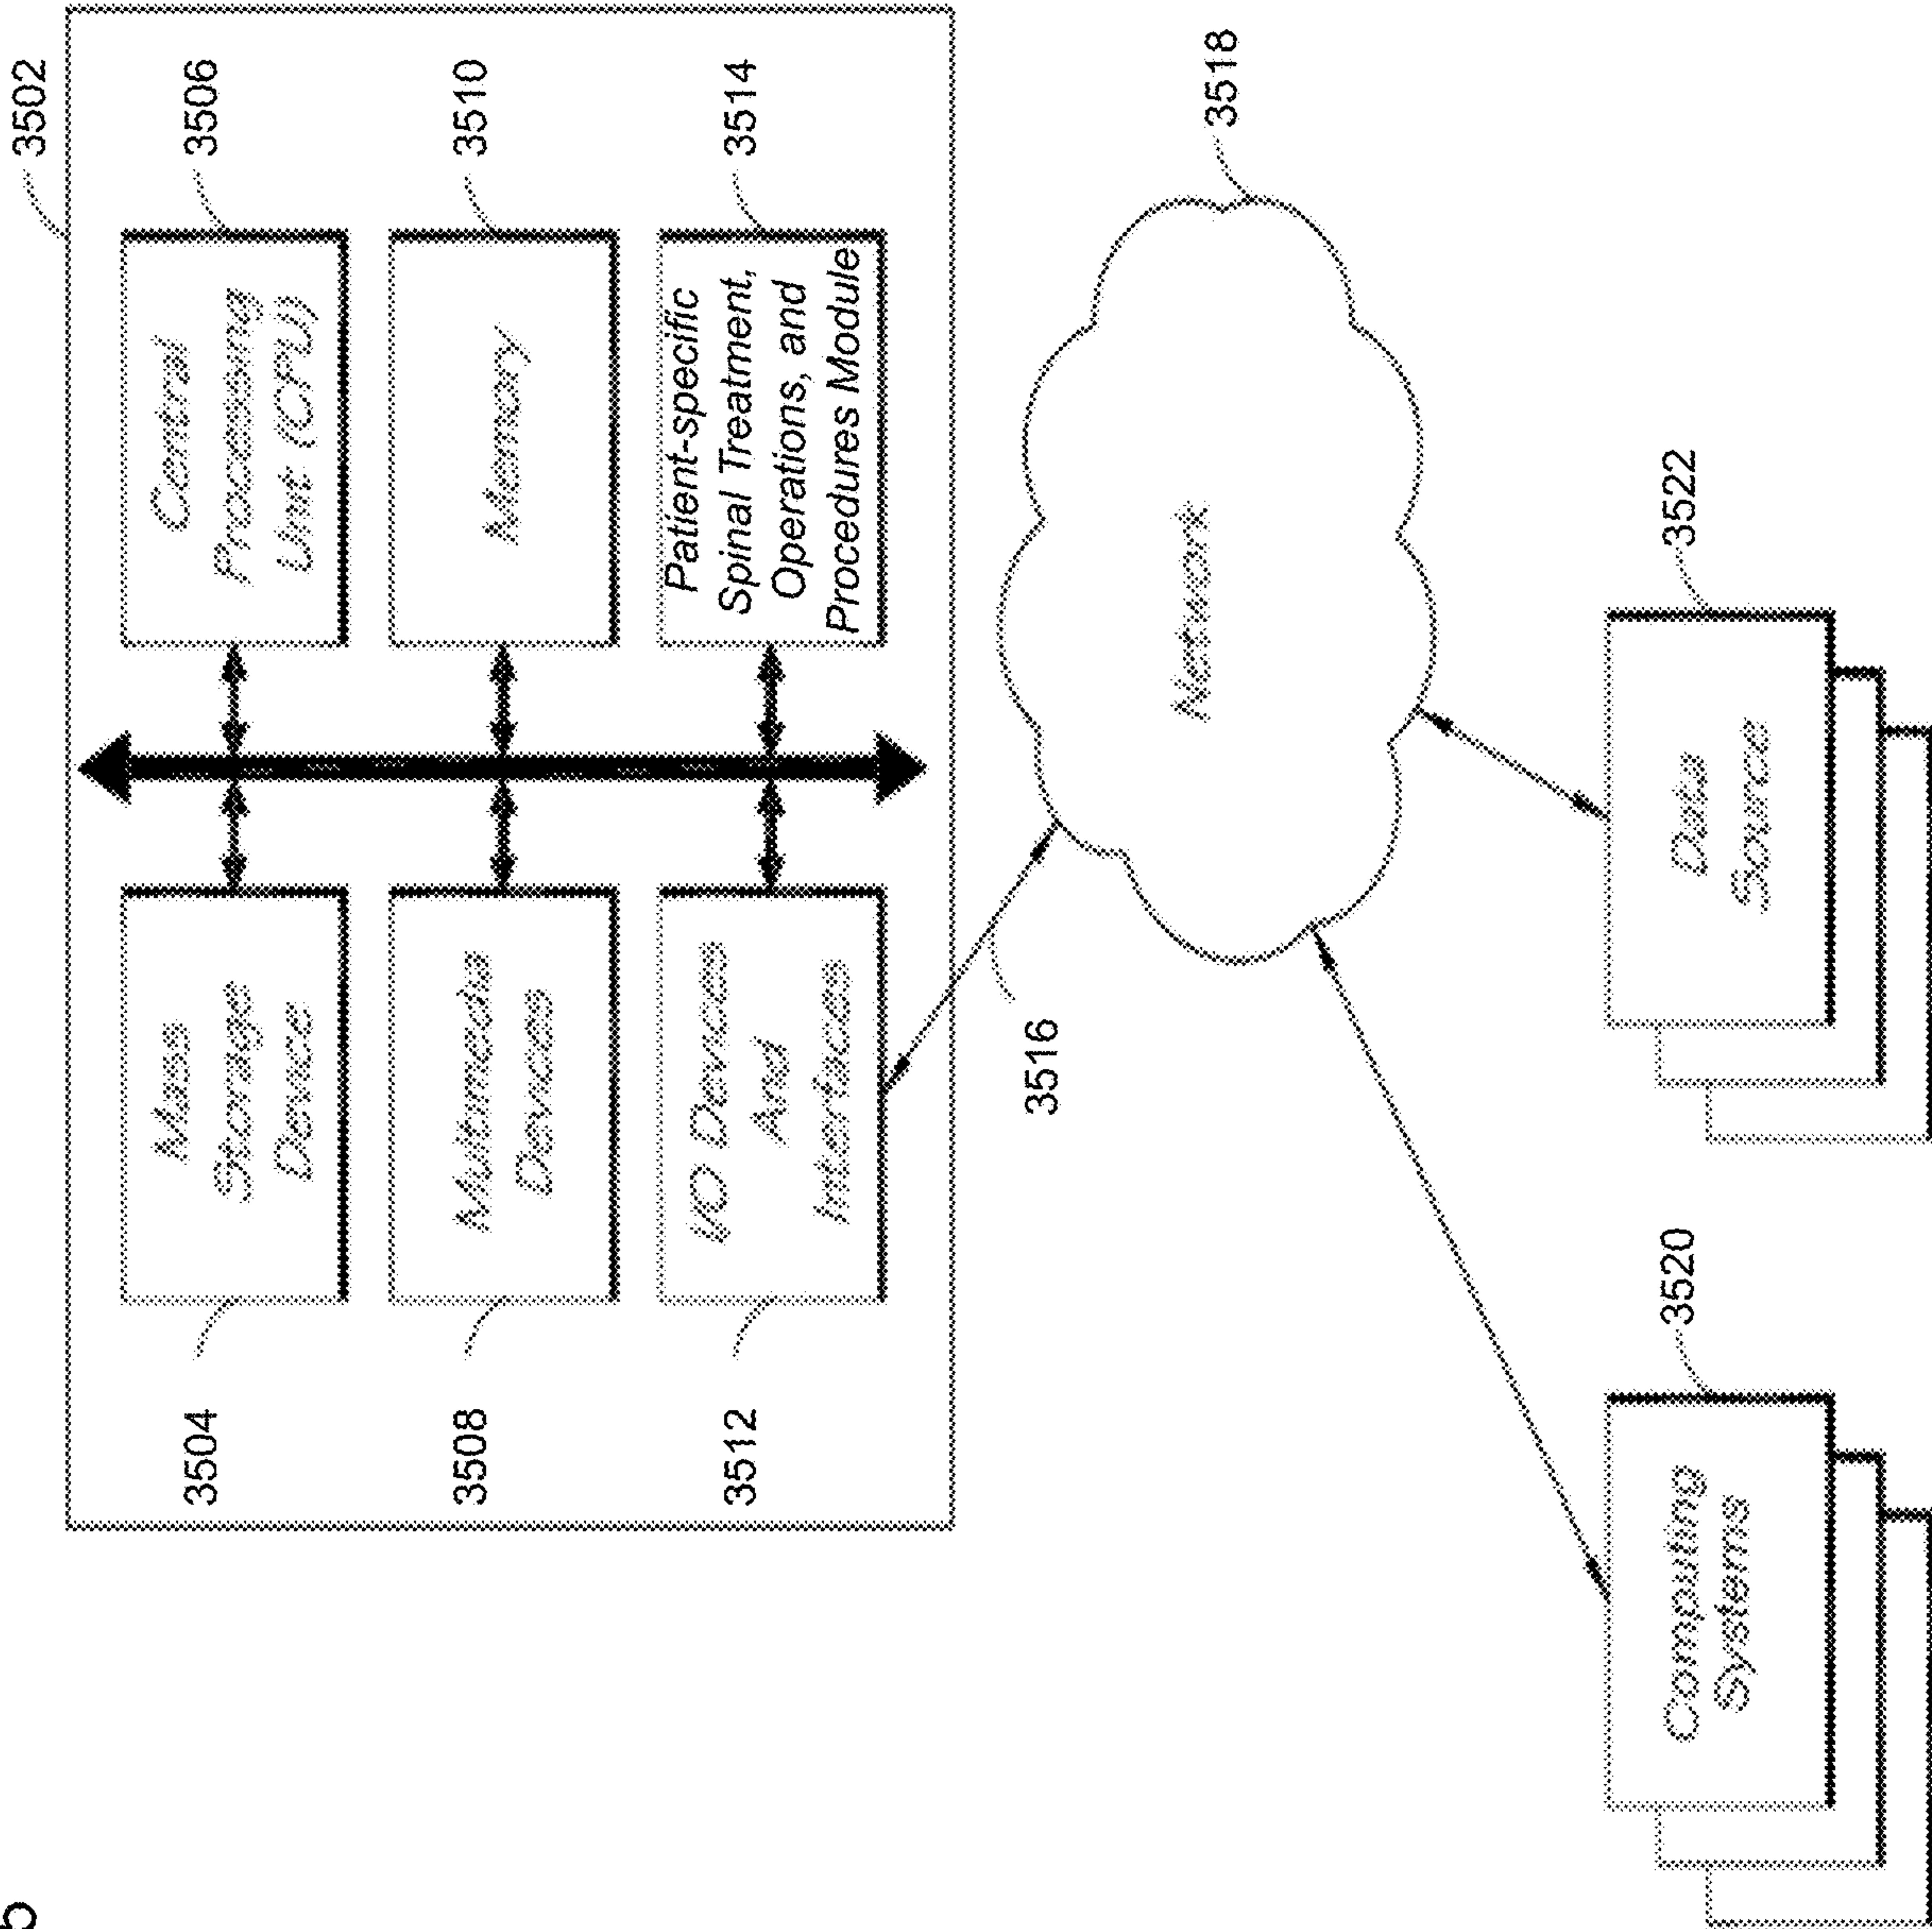 3502
3504
Mass
Storage
Device
Central
Processing
Unit (CPU)
3506
3508
Multimedia
Devices
Memory
3510
3512
I/O Devices
And
Interfaces
Patient-specific
Spinal Treatment,
Operations, and
Procedures Module
3514
3516
Network
3518
3520
Computing
Systems
3522
Data
Source